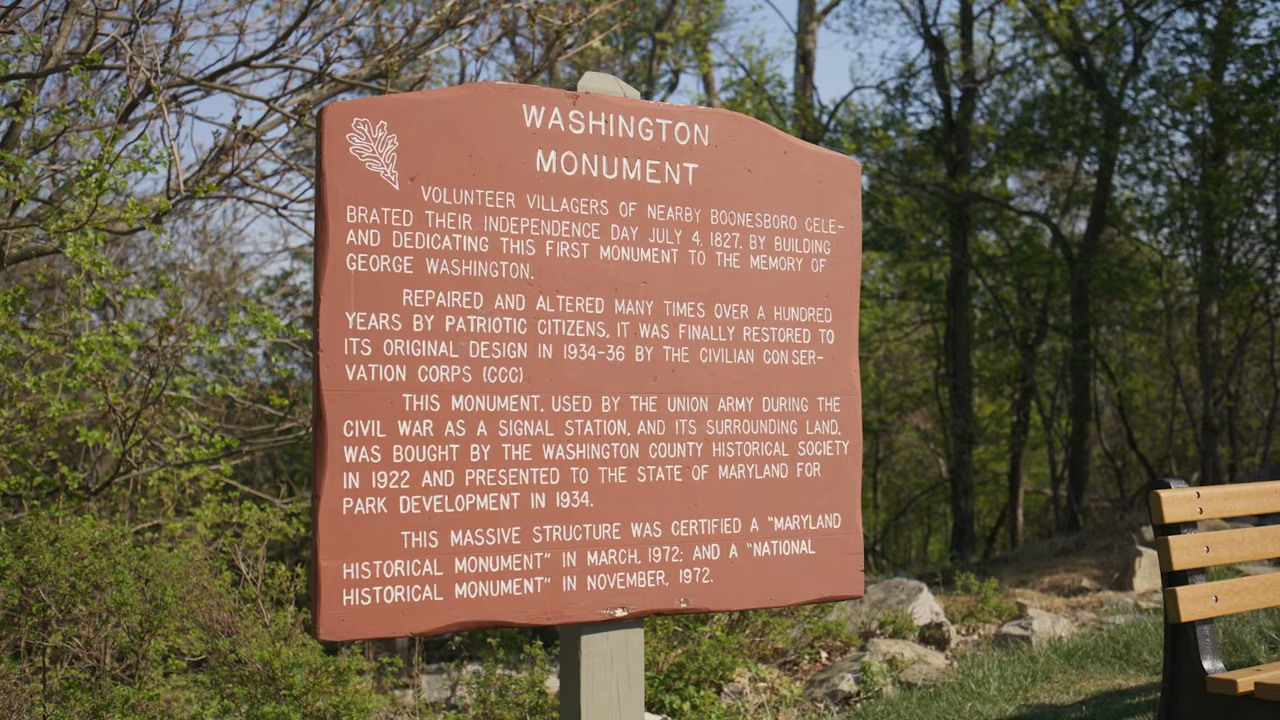 WASHINGTON
MONUMENT
VOLUNTEER VILLAGERS OF NEARBY BOONESBORO CELE-
BRATED THEIR INDEPENDENCE DAY JULY 4, 1827, BY BUILDING
AND DEDICATING THIS FIRST MONUMENT TO THE MEMORY OF
GEORGE WASHINGTON.
REPAIRED AND ALTERED MANY TIMES OVER A HUNDRED
YEARS BY PATRIOTIC CITIZENS, IT WAS FINALLY RESTORED TO
ITS ORIGINAL DESIGN IN 1934-36 BY THE CIVILIAN CONSER-
VATION CORPS (CCC)
THIS MONUMENT, USED BY THE UNION ARMY DURING THE
CIVIL WAR AS A SIGNAL STATION, AND ITS SURROUNDING LAND,
WAS BOUGHT BY THE WASHINGTON COUNTY HISTORICAL SOCIETY
IN 1922 AND PRESENTED TO THE STATE OF MARYLAND FOR
PARK DEVELOPMENT IN 1934.
THIS MASSIVE STRUCTURE WAS CERTIFIED A "MARYLAND
HISTORICAL MONUMENT" IN MARCH, 1972; AND A "NATIONAL
HISTORICAL MONUMENT" IN NOVEMBER, 1972.